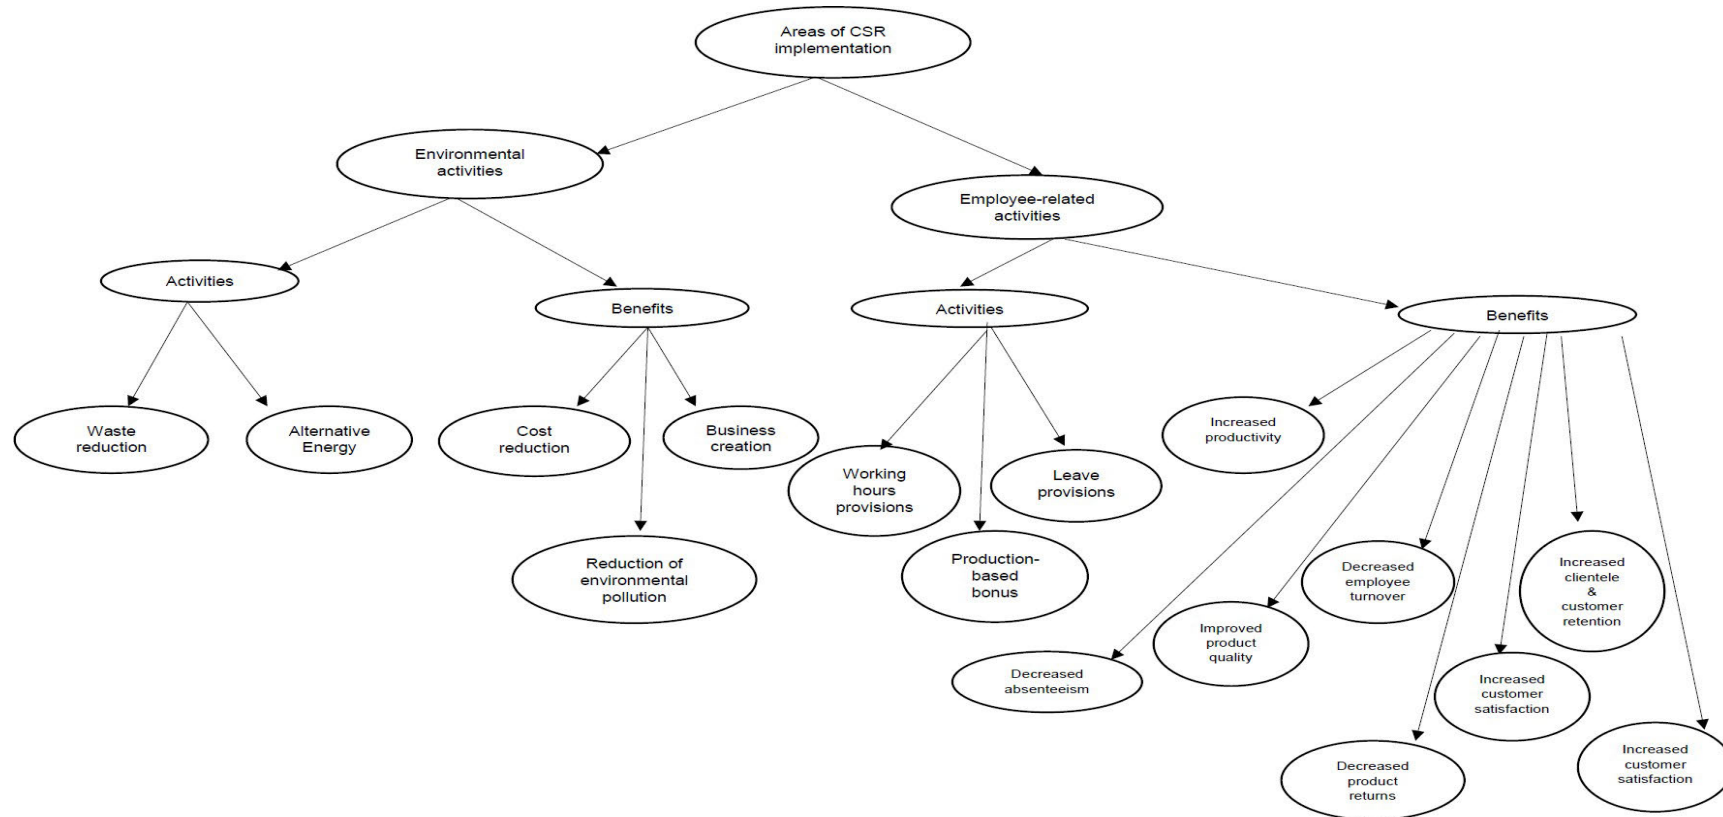 Areas of CSR
implementation
Environmental
activities
Employee-related
activities
Activities
Benefits
Activities
Benefits
Waste
reduction
Alternative
Energy
Cost
reduction
Business
creation
Reduction of
environmental
pollution
Working
hours
provisions
Leave
provisions
Production-
based
bonus
Increased
productivity
Decreased
absenteeism
Improved
product
quality
Decreased
employee
turnover
Increased
clientele
&
customer
retention
Increased
customer
satisfaction
Decreased
product
returns
Increased
customer
satisfaction